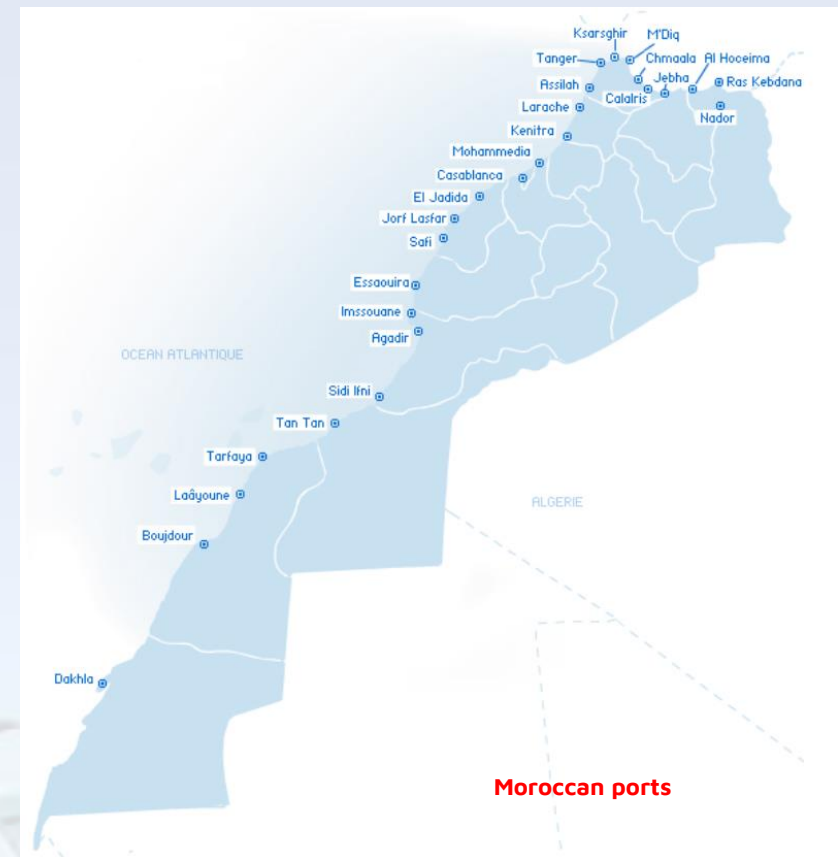 Ksarsghir
M'Diq
Tanger
Chmaala
Al Hoceima
Jebha
Ras Kebdana
Assilah
Calalris
Larache
Nador
Kenitra
Mohammedia
Casablanca
El Jadida
Jorf Lasfar
Safi
Essaouira
Imssouane
Agadir
OCEAN ATLANTIQUE
Sidi Ifni
Tan Tan
Tarfaya
Laâyoune
ALGERIE
Boujdour
Dakhla
Moroccan ports